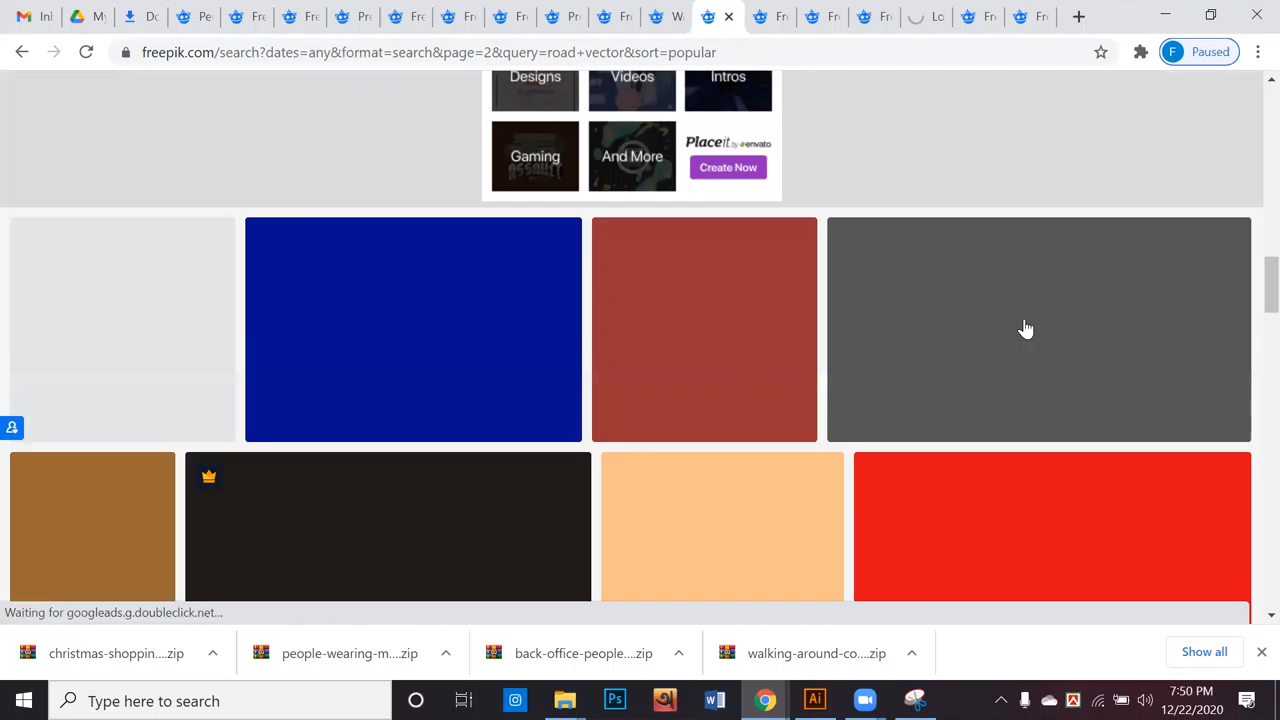 Inl
My
Do
Pe
Fre
Fre
Pre
Fre
Fre
Fre
Pre
Fre
W
Fre
Fre
Fre
Lo
Fre
Fre
freepik.com/search?dates=any&format=search&page=2&query=road+vector&sort=popular
F Paused
Designs Videos Intros
Gaming And More
Placeit by envato
Create Now
Waiting for googleads.g.doubleclick.net...
christmas-shoppin....zip people-wearing-m....zip back-office-people....zip walking-around-co....zip Show all
Type here to search
Ps
Ai
7:50 PM
12/22/2020